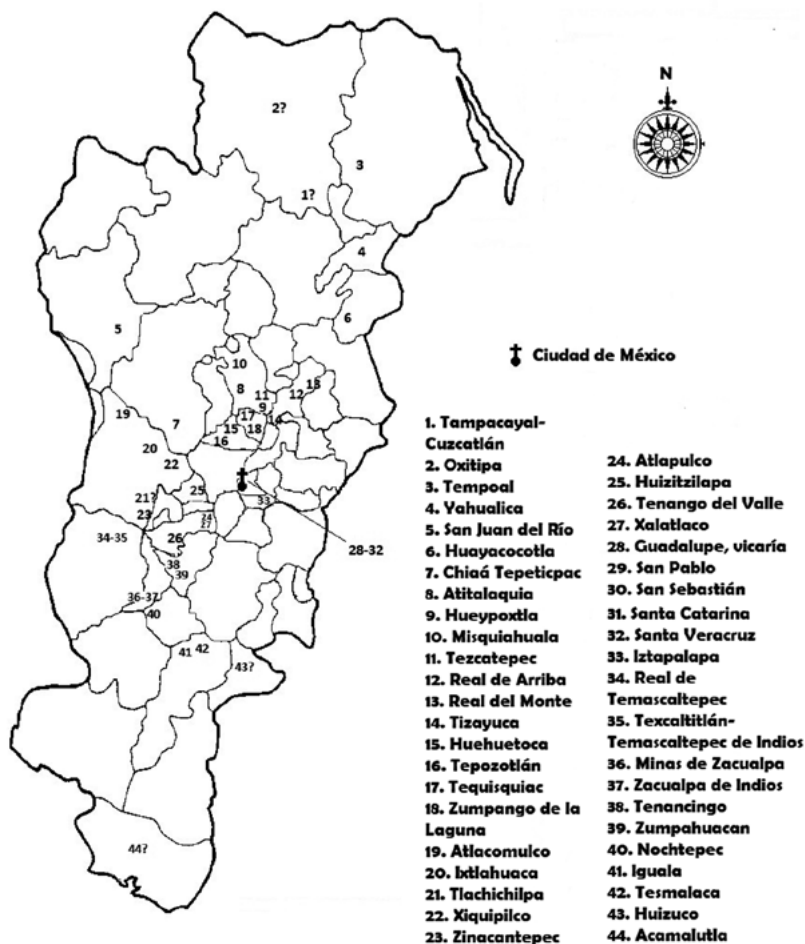 N
2?
3
1?
4
5
6
10
8
11
12
13
9
17
14
15
18
16
19
7
20
22
21?
25
33
23
24
27
26
34-35
28-32
38
39
36-37
40
41
42
43?
44?
Ciudad de México
1. Tampacayal-
Cuzcatlán
2. Oxitipa
3. Tempoal
4. Yahualica
5. San Juan del Río
6. Huayacocotla
7. Chiaá Tepeticpac
8. Atitalaquia
9. Hueypoxtla
10. Misquiahuala
11. Tezcatepec
12. Real de Arriba
13. Real del Monte
14. Tizayuca
15. Huehuetoca
16. Tepozotlán
17. Tequisquiac
18. Zumpango de la
Laguna
19. Atlacomulco
20. Ixtlahuaca
21. Tlachichilpa
22. Xiquipilco
23. Zinacantepec
24. Atlapulco
25. Huizitzilapa
26. Tenango del Valle
27. Xalatlaco
28. Guadalupe, vicaría
29. San Pablo
30. San Sebastián
31. Santa Catarina
32. Santa Veracruz
33. Iztapalapa
34. Real de
Temascaltepec
35. Texcaltitlán-
Temascaltepec de Indios
36. Minas de Zacualpa
37. Zacualpa de Indios
38. Tenancingo
39. Zumpahuacan
40. Nochtepec
41. Iguala
42. Tesmalaca
43. Huizuco
44. Acamalutla